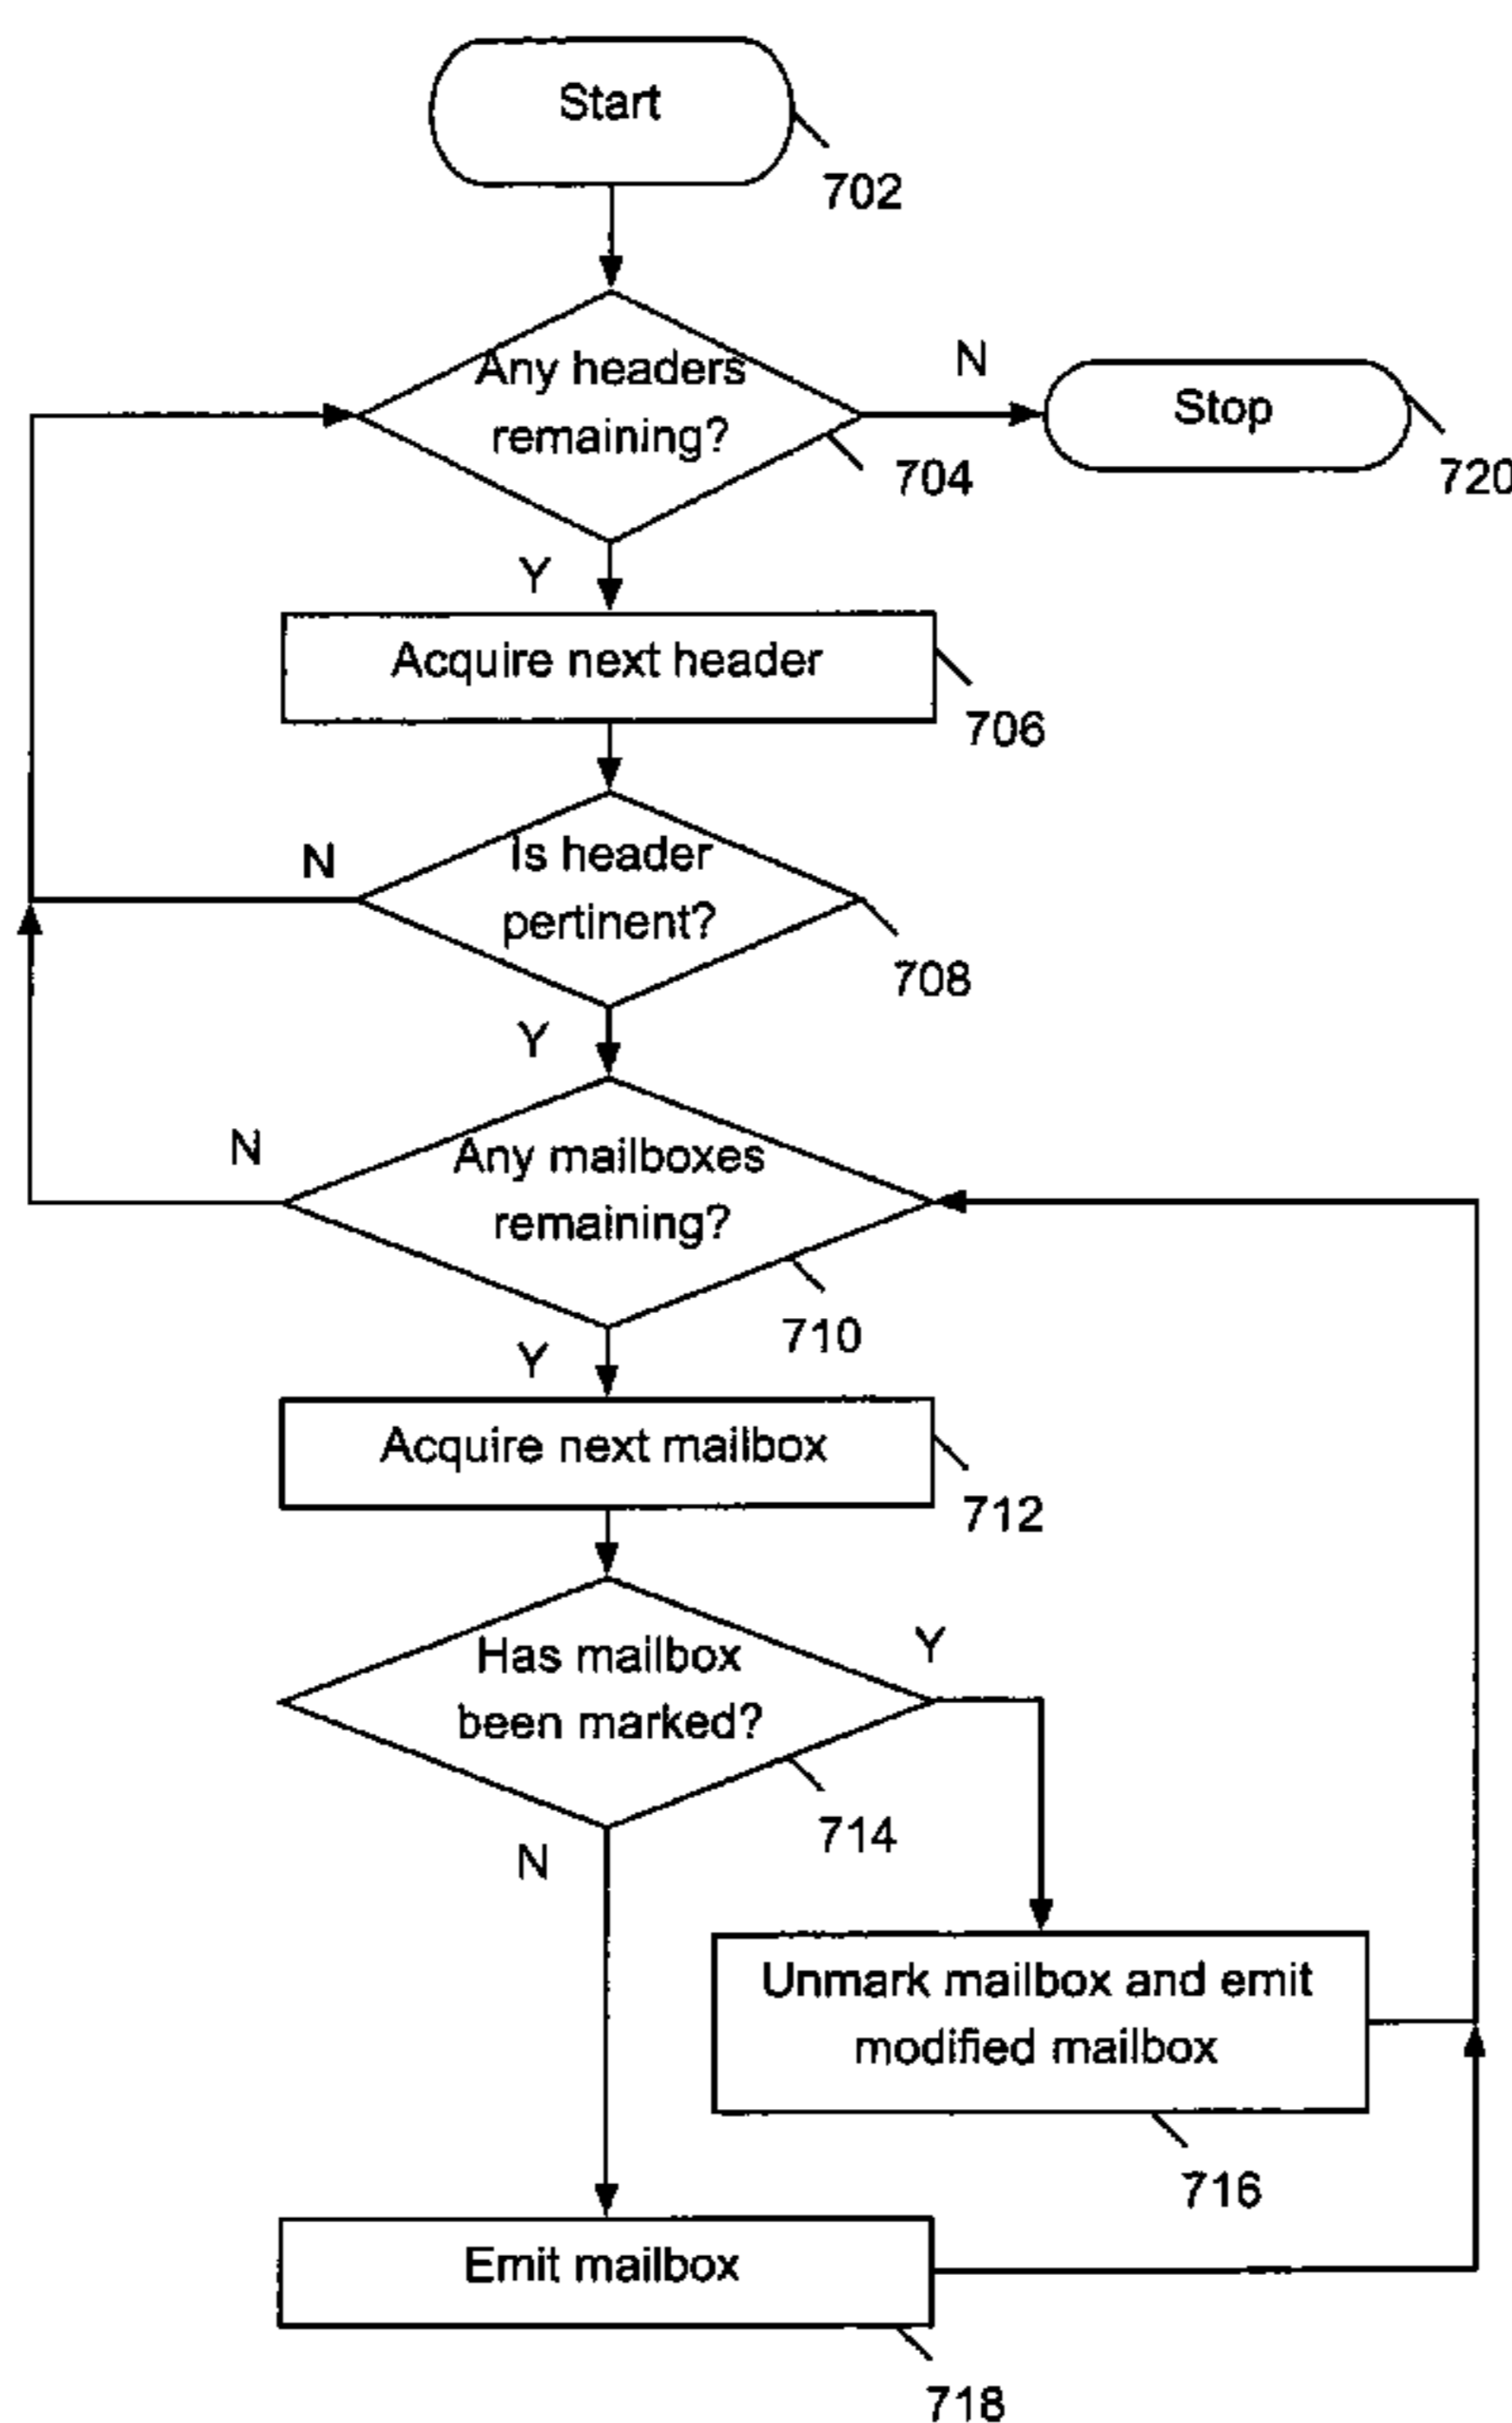 Start
702
Any headers
remaining?
704
N
Stop
720
Y
Acquire next header
706
Is header
pertinent?
N
708
Y
Any mailboxes
remaining?
N
710
Y
Acquire next mailbox
712
Has mailbox
been marked?
Y
714
N
Unmark mailbox and emit
modified mailbox
716
Emit mailbox
718